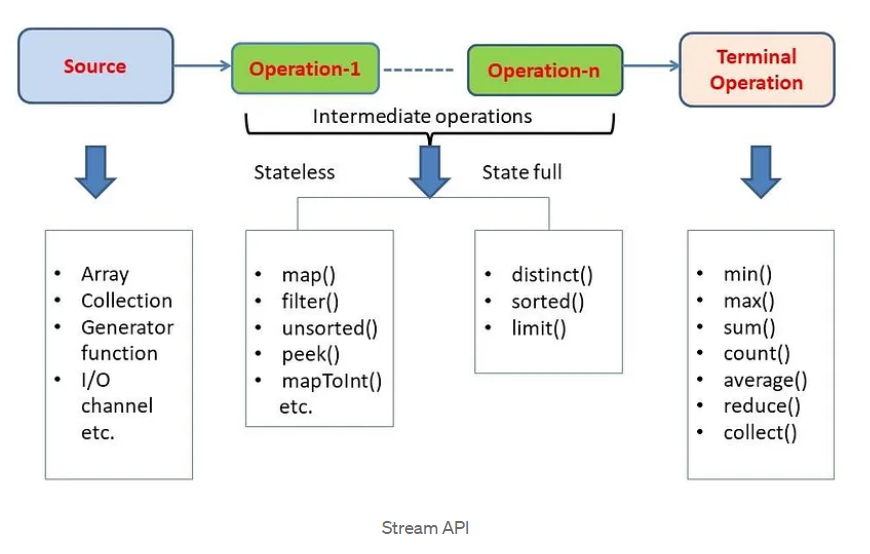 Source
Operation-1
Operation-n
Terminal
Operation
Intermediate operations
Stateless
State full
• Array
• Collection
• Generator
function
• I/O
channel
etc.
• map()
• filter()
• unsorted()
• peek()
• mapToInt()
etc.
• distinct()
• sorted()
• limit()
• min()
• max()
• sum()
• count()
• average()
• reduce()
• collect()
Stream API